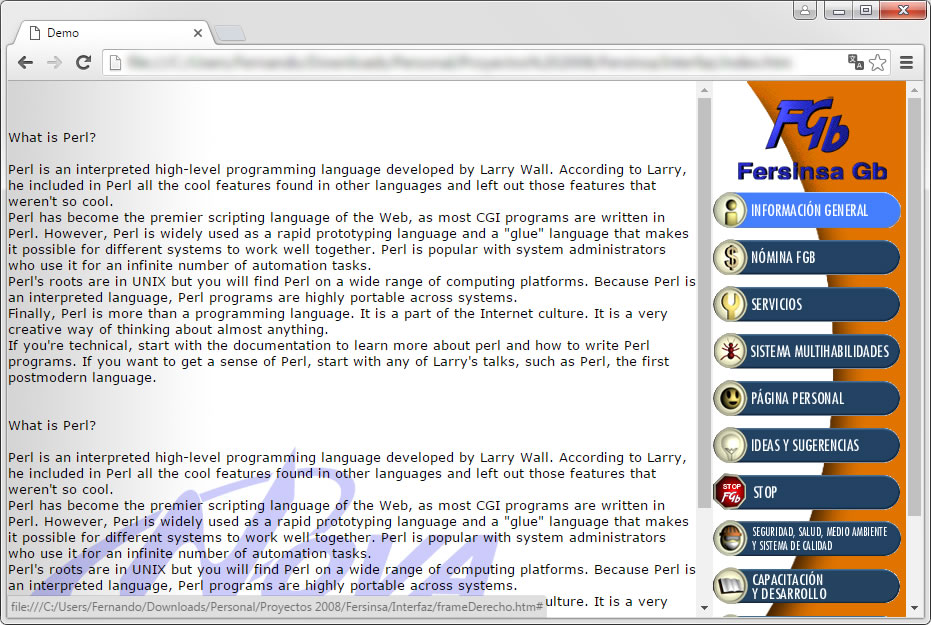 Demo
What is Perl?
Perl is an interpreted high-level programming language developed by Larry Wall. According to Larry,
he included in Perl all the cool features found in other languages and left out those features that
weren't so cool.
Perl has become the premier scripting language of the Web, as most CGI programs are written in
Perl. However, Perl is widely used as a rapid prototyping language and a "glue" language that makes
it possible for different systems to work well together. Perl is popular with system administrators
who use it for an infinite number of automation tasks.
Perl's roots are in UNIX but you will find Perl on a wide range of computing platforms. Because Perl is
an interpreted language, Perl programs are highly portable across systems.
Finally, Perl is more than a programming language. It is a part of the Internet culture. It is a very
creative way of thinking about almost anything.
If you're technical, start with the documentation to learn more about perl and how to write Perl
programs. If you want to get a sense of Perl, start with any of Larry's talks, such as Perl, the first
postmodern language.
What is Perl?
Perl is an interpreted high-level programming language developed by Larry Wall. According to Larry,
he included in Perl all the cool features found in other languages and left out those features that
weren't so cool.
Perl has become the premier scripting language of the Web, as most CGI programs are written in
Perl. However, Perl is widely used as a rapid prototyping language and a "glue" language that makes
it possible for different systems to work well together. Perl is popular with system administrators
who use it for an infinite number of automation tasks.
Perl's roots are in UNIX but you will find Perl on a wide range of computing platforms. Because Perl is
an interpreted language, Perl programs are highly portable across systems.
ulture. It is a very
file:///C:/Users/Fernando/Downloads/Personal/Proyectos 2008/Fersinsa/Interfaz/frameDerecho.htm#
FGb
FersInsa Gb
INFORMACIÓN GENERAL
NÓMINA FGB
SERVICIOS
SISTEMA MULTIHABILIDADES
PÁGINA PERSONAL
IDEAS Y SUGERENCIAS
STOP
FGb
STOP
SEGURIDAD, SALUD, MEDIO AMBIENTE
Y SISTEMA DE CALIDAD
CAPACITACIÓN
Y DESARROLLO